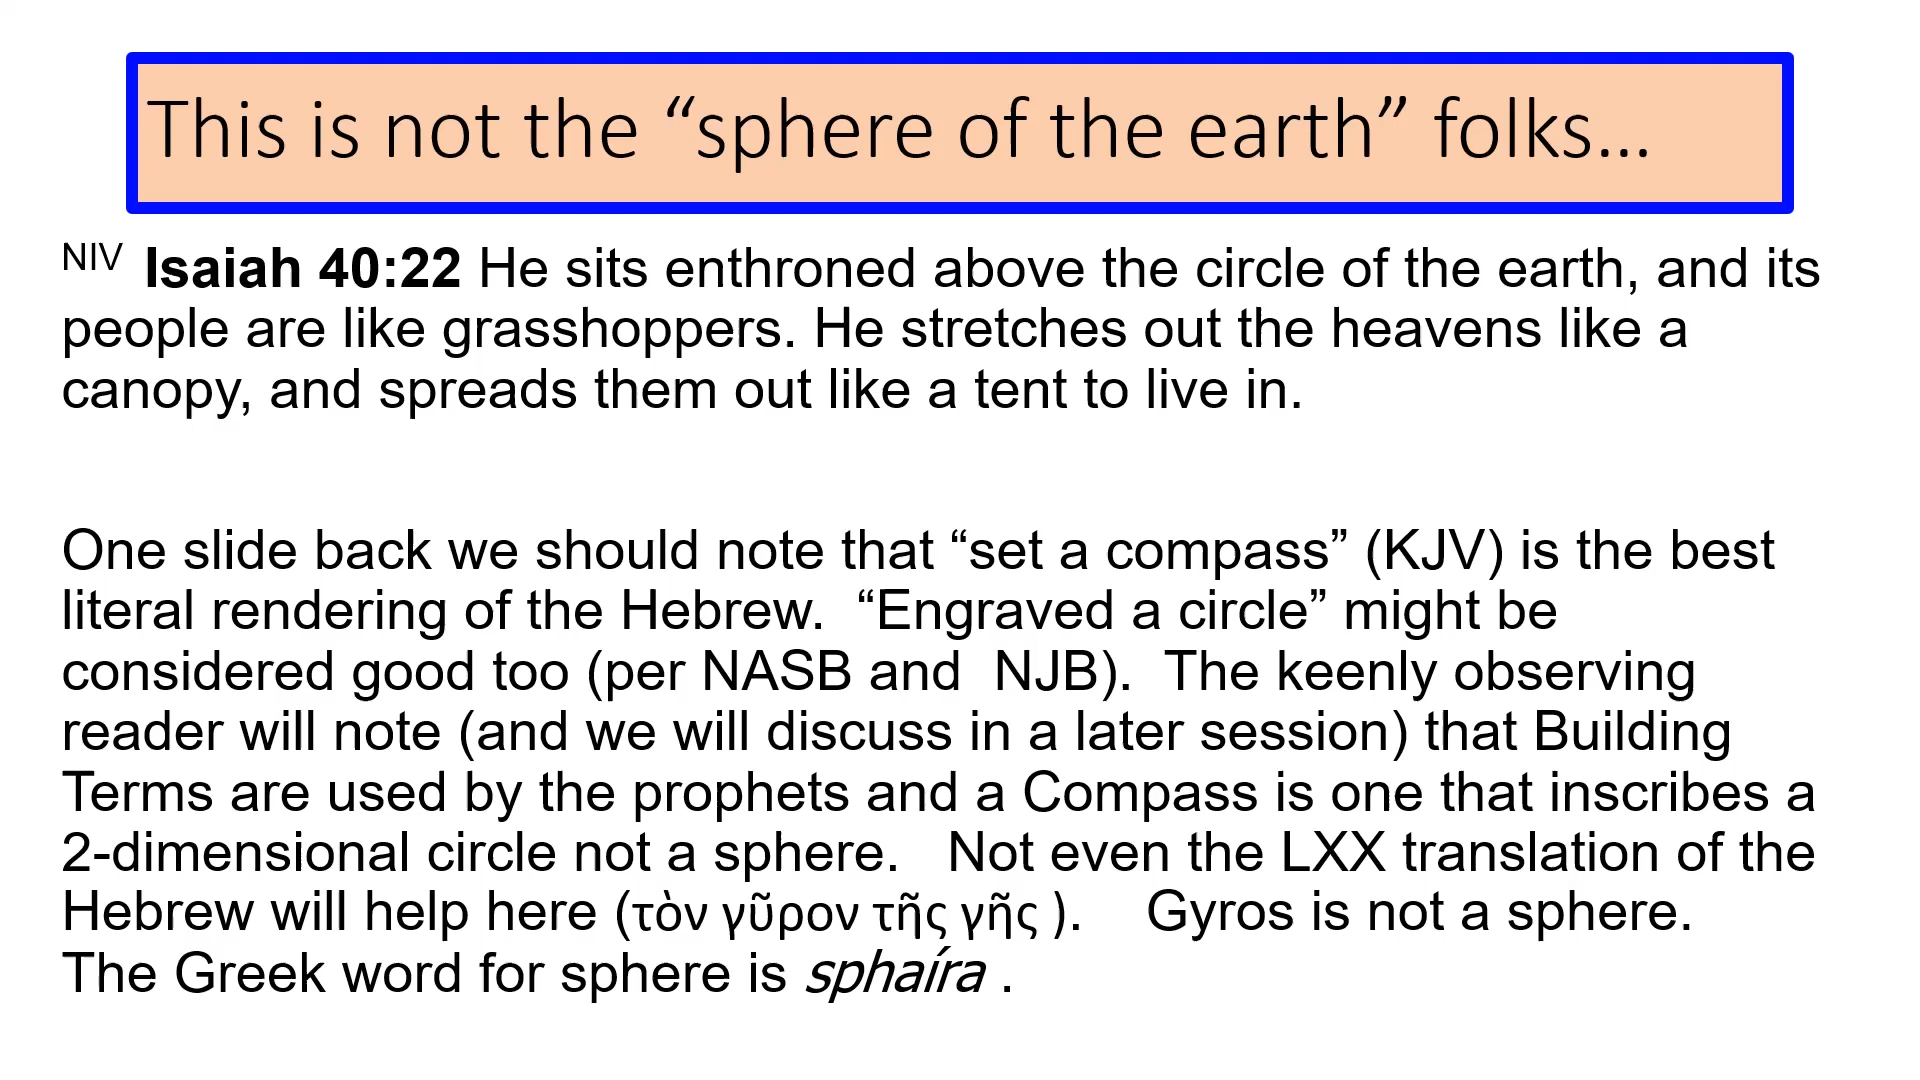 This is not the “sphere of the earth” folks…
NIV Isaiah 40:22 He sits enthroned above the circle of the earth, and its
people are like grasshoppers. He stretches out the heavens like a
canopy, and spreads them out like a tent to live in.
One slide back we should note that “set a compass” (KJV) is the best
literal rendering of the Hebrew.  “Engraved a circle” might be
considered good too (per NASB and  NJB).  The keenly observing
reader will note (and we will discuss in a later session) that Building
Terms are used by the prophets and a Compass is one that inscribes a
2-dimensional circle not a sphere.   Not even the LXX translation of the
Hebrew will help here (τὸν γῦρον τῆς γῆς ).    Gyros is not a sphere.
The Greek word for sphere is sphaíra .